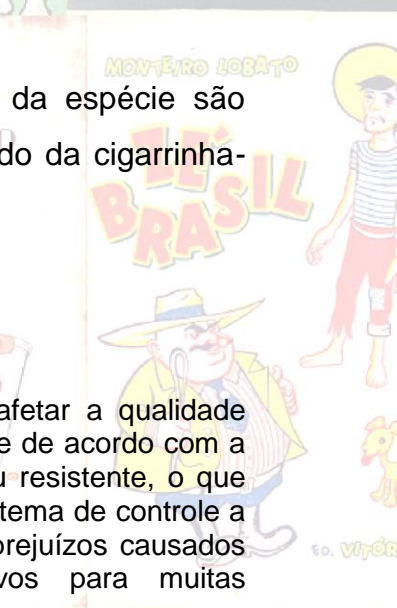 MONTEIRO LOBATO
da espécie são
do da cigarrinha-
ZÉ
BRASIL
afetar a qualidade
e de acordo com a
u resistente, o que
tema de controle a
prejuízos causados
vos para muitas
ED. VITÓR